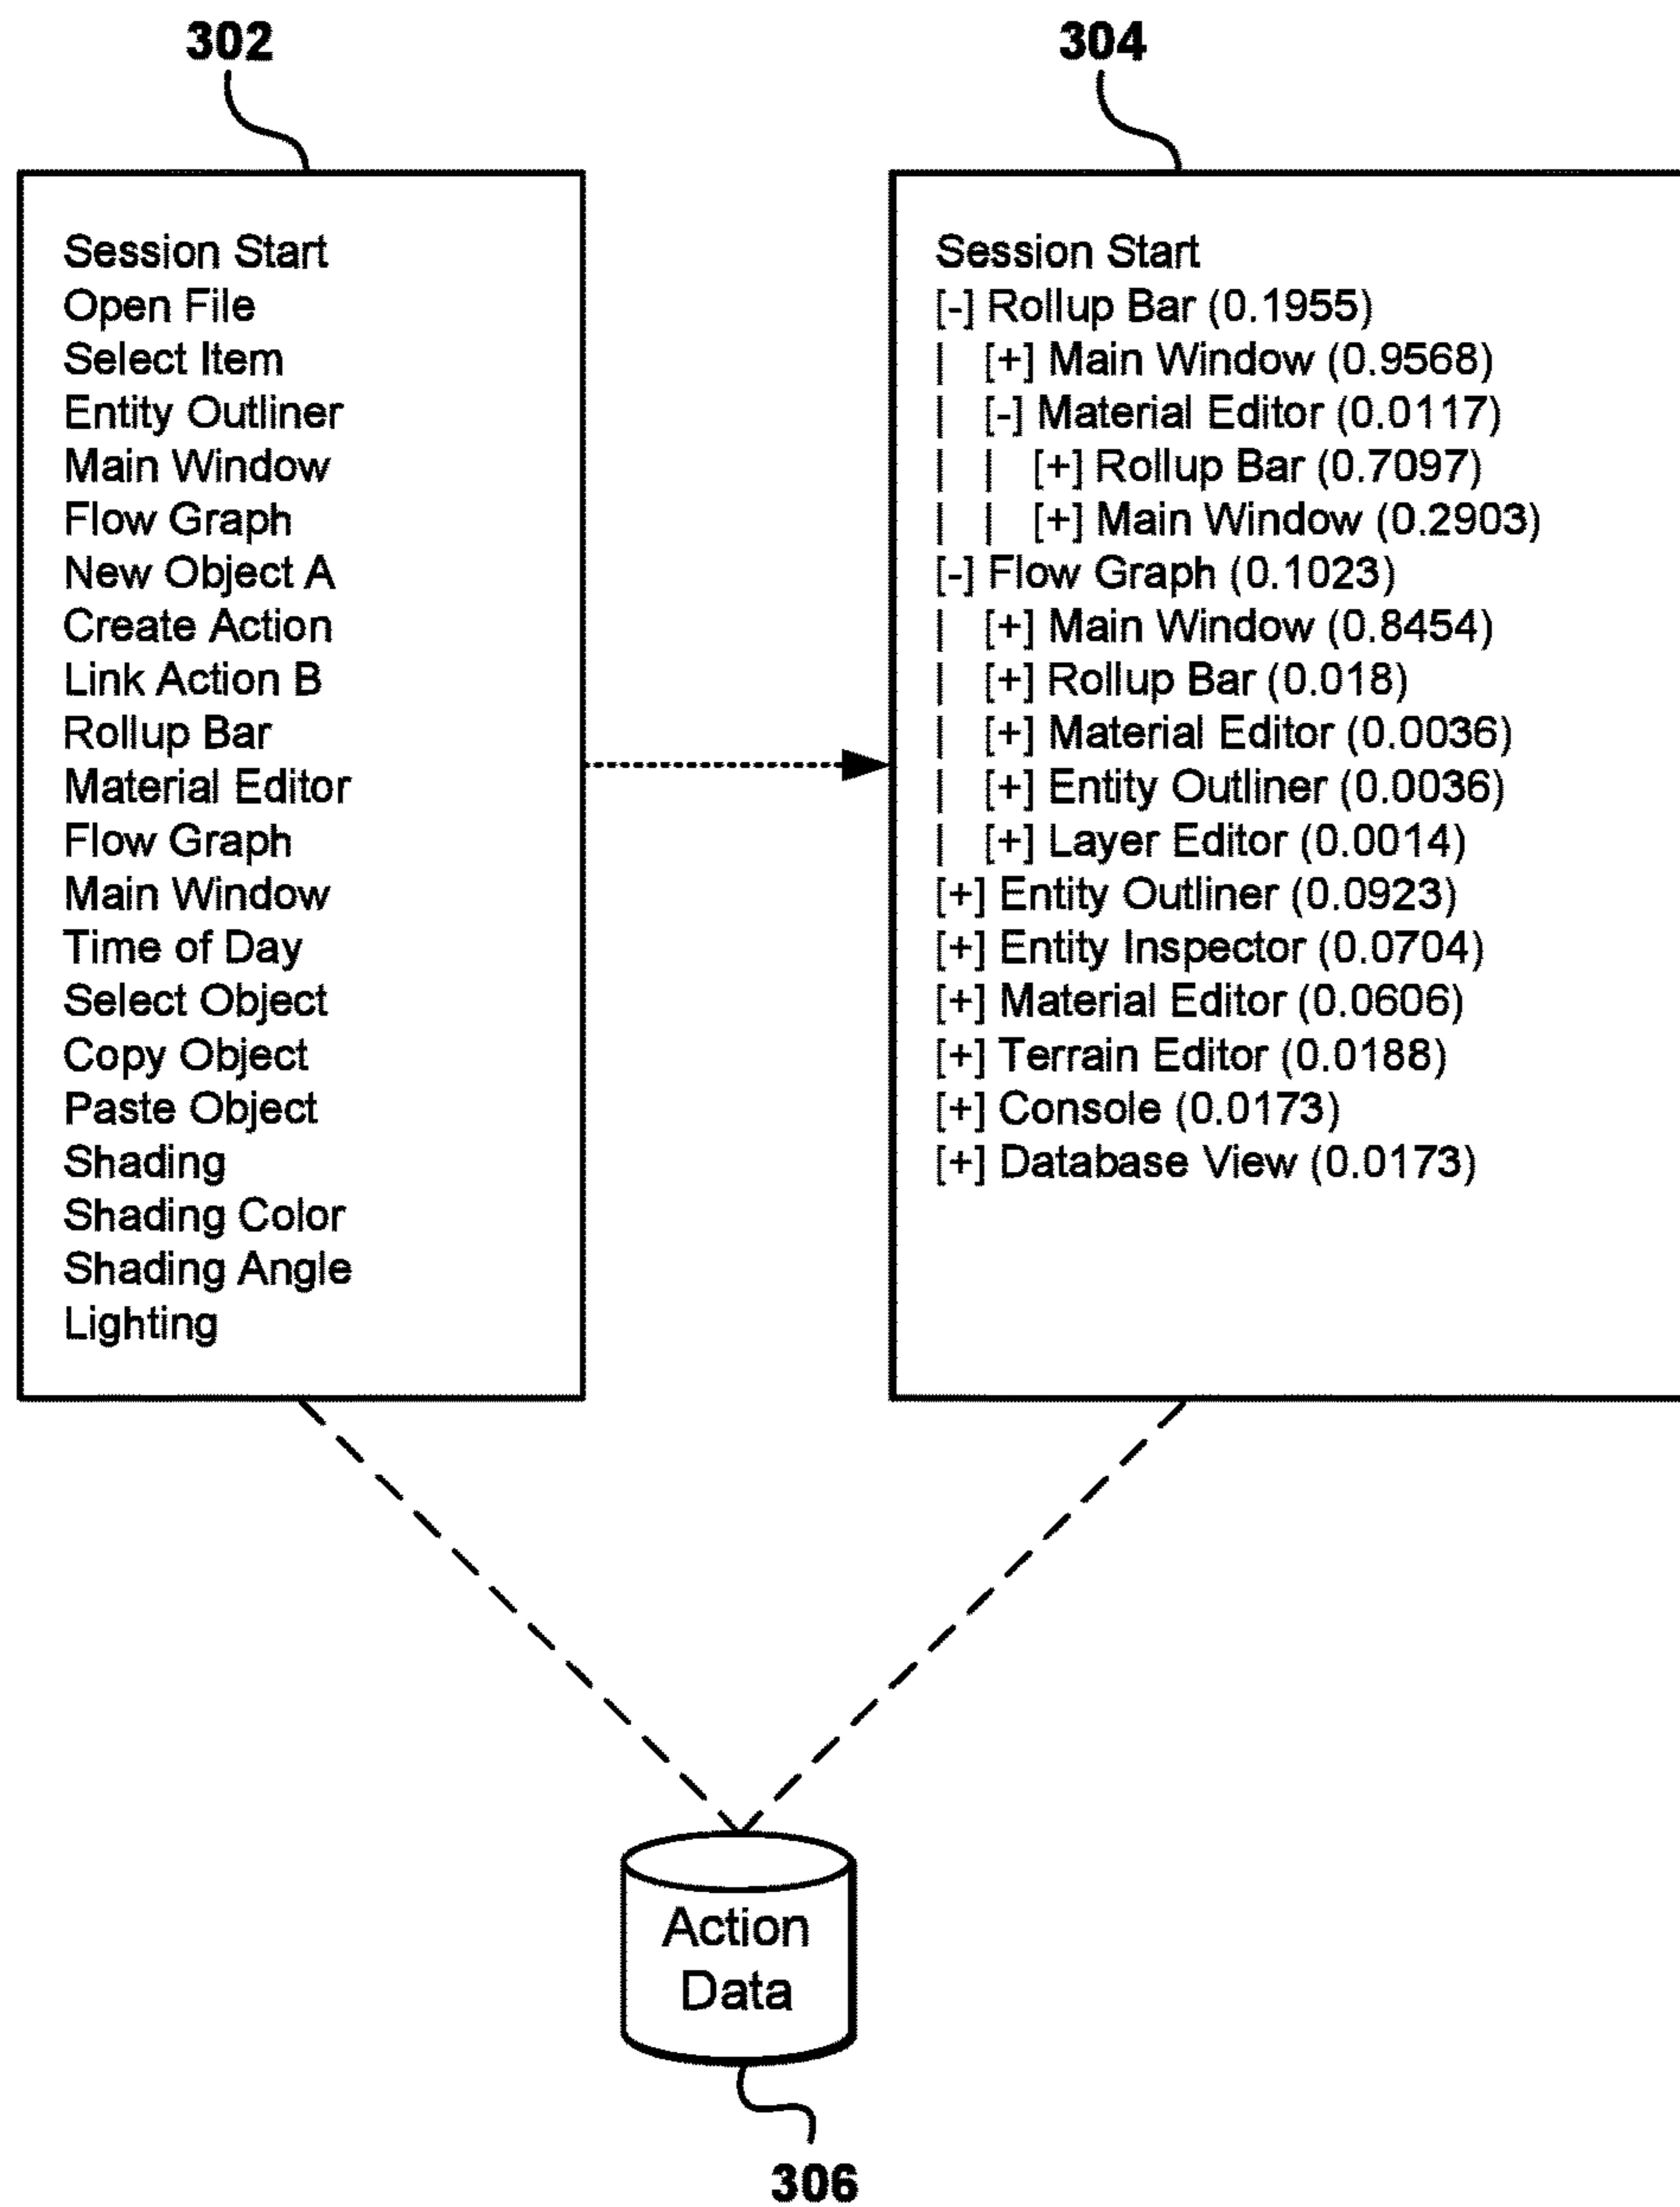 302
Session Start
Open File
Select Item
Entity Outliner
Main Window
Flow Graph
New Object A
Create Action
Link Action B
Rollup Bar
Material Editor
Flow Graph
Main Window
Time of Day
Select Object
Copy Object
Paste Object
Shading
Shading Color
Shading Angle
Lighting
304
Session Start
[-] Rollup Bar (0.1955)
| [+] Main Window (0.9568)
| [-] Material Editor (0.0117)
| | [+] Rollup Bar (0.7097)
| | [+] Main Window (0.2903)
[-] Flow Graph (0.1023)
| [+] Main Window (0.8454)
| [+] Rollup Bar (0.018)
| [+] Material Editor (0.0036)
| [+] Entity Outliner (0.0036)
| [+] Layer Editor (0.0014)
[+] Entity Outliner (0.0923)
[+] Entity Inspector (0.0704)
[+] Material Editor (0.0606)
[+] Terrain Editor (0.0188)
[+] Console (0.0173)
[+] Database View (0.0173)
Action
Data
306